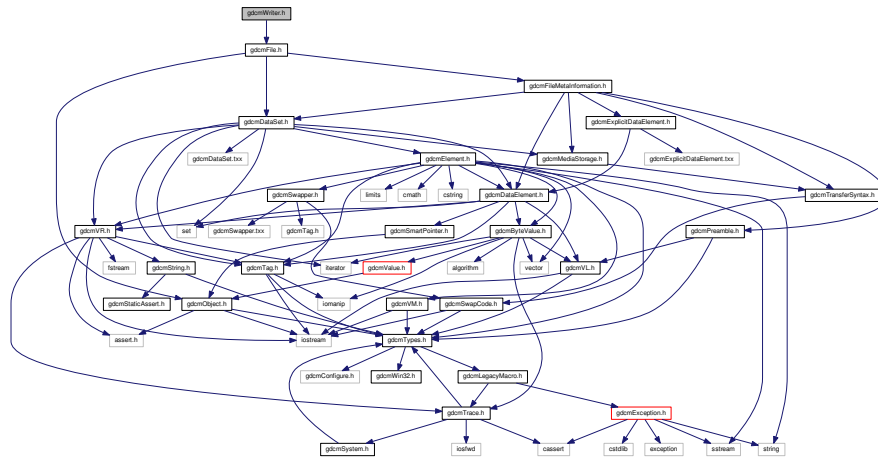 gdcmWriter.h
gdcmFile.h
gdcmFileMetaInformation.h
gdcmDataSet.h
gdcmExplicitDataElement.h
gdcmDataSet.txx
gdcmElement.h
gdcmMediaStorage.h
gdcmExplicitDataElement.txx
gdcmSwapper.h
limits
cmath
cstring
gdcmDataElement.h
gdcmTransferSyntax.h
gdcmVR.h
set
gdcmSwapper.txx
gdcmTag.h
gdcmSmartPointer.h
gdcmByteValue.h
gdcmPreamble.h
fstream
gdcmString.h
gdcmTag.h
iterator
gdcmValue.h
algorithm
vector
gdcmVL.h
gdcmStaticAssert.h
gdcmObject.h
iomanip
gdcmVM.h
gdcmSwapCode.h
assert.h
iostream
gdcmTypes.h
gdcmConfigure.h
gdcmWin32.h
gdcmLegacyMacro.h
gdcmTrace.h
gdcmException.h
gdcmSystem.h
iosfwd
cassert
cstdlib
exception
sstream
string